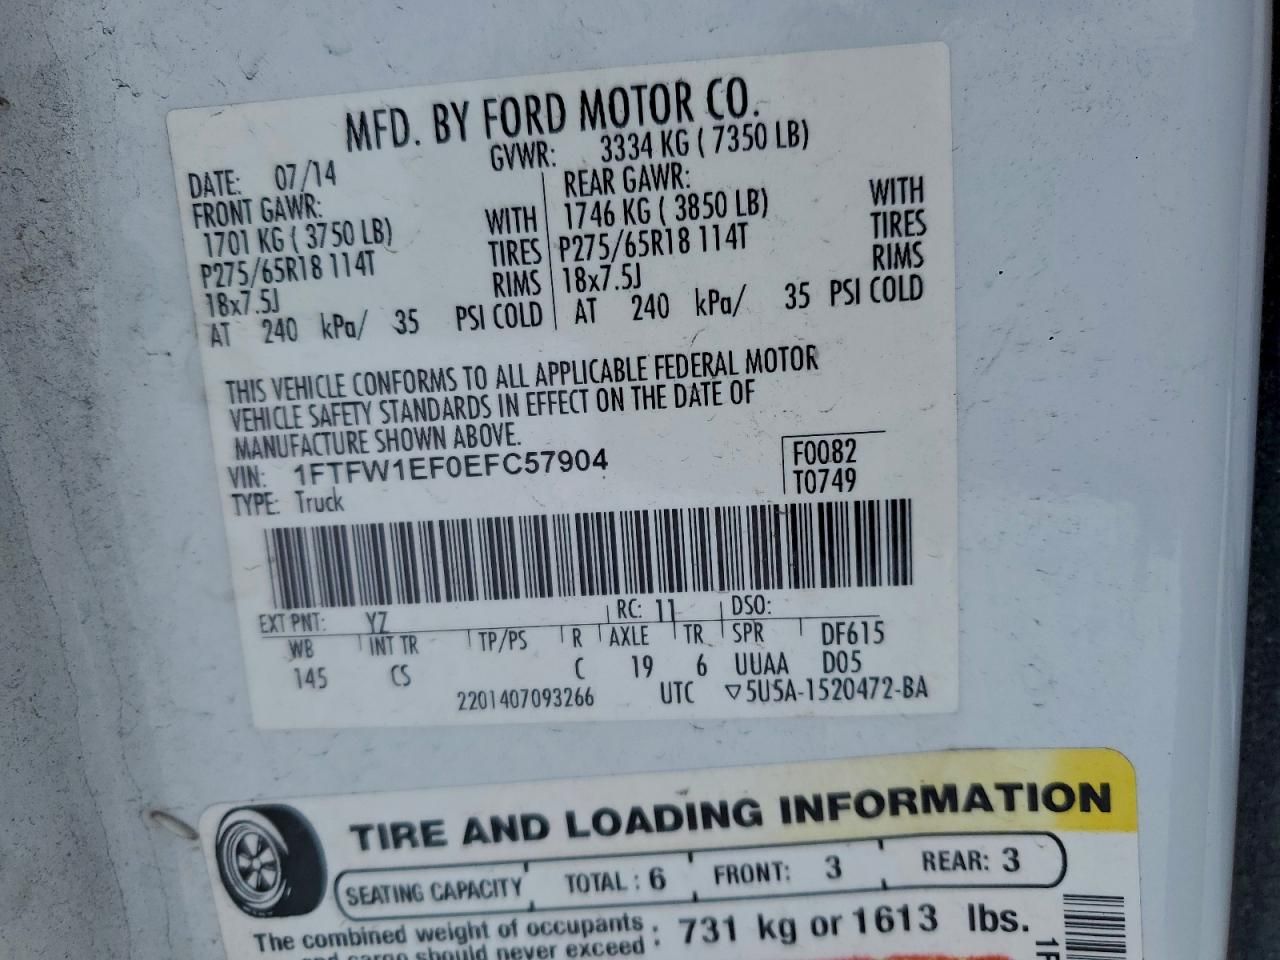 MFD. BY FORD MOTOR CO.
DATE: 07/14 GVWR: 3334 KG ( 7350 LB)
FRONT GAWR: REAR GAWR:
1701 KG ( 3750 LB) WITH 1746 KG ( 3850 LB) WITH
P275/65R18 114T TIRES P275/65R18 114T TIRES
18x7.5J RIMS 18x7.5J RIMS
AT 240 kPa/ 35 PSI COLD AT 240 kPa/ 35 PSI COLD
THIS VEHICLE CONFORMS TO ALL APPLICABLE FEDERAL MOTOR
VEHICLE SAFETY STANDARDS IN EFFECT ON THE DATE OF
MANUFACTURE SHOWN ABOVE.
VIN: 1FTFW1EF0EFC57904 F0082
TYPE: Truck T0749
EXT PNT: YZ RC: 11 DSO:
WB INT TR TP/PS R AXLE TR SPR DF615
145 CS C 19 6 UUAA D05
2201407093266 UTC ▽5U5A-1520472-BA
TIRE AND LOADING INFORMATION
SEATING CAPACITY TOTAL : 6 FRONT: 3 REAR: 3
The combined weight of occupants : 731 kg or 1613 lbs.
and cargo should never exceed :